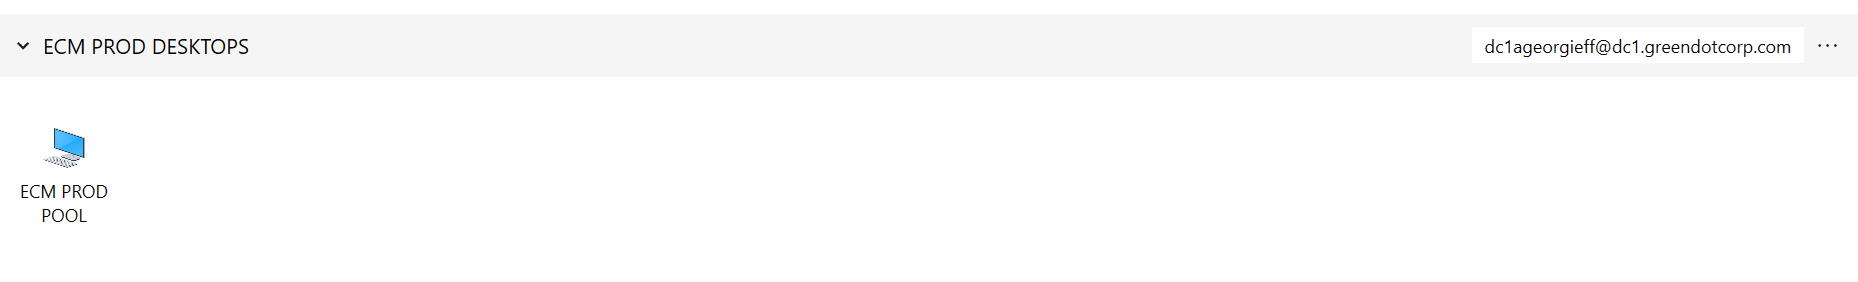 ECM PROD DESKTOPS
dc1ageorgieff@dc1.greendotcorp.com
ECM PROD
POOL